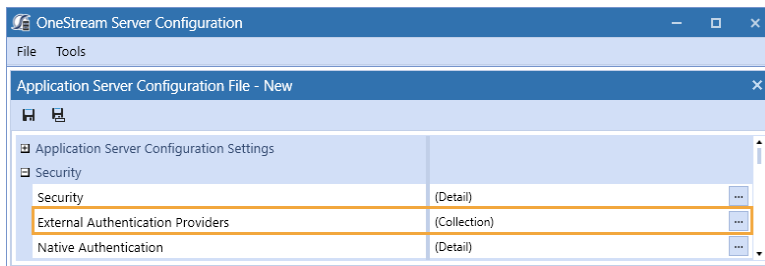 OneStream Server Configuration
File Tools
Application Server Configuration File - New
Application Server Configuration Settings
Security
Security (Detail) ...
External Authentication Providers (Collection) ...
Native Authentication (Detail) ...